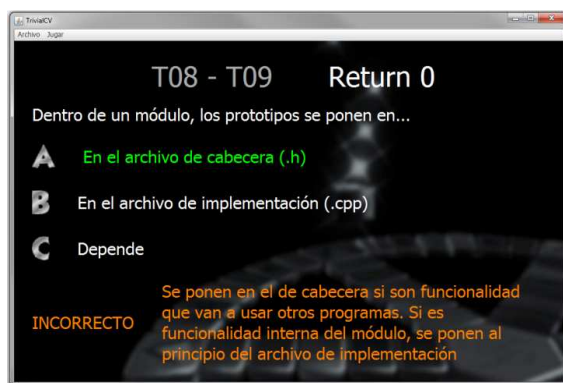 TrivialCV
Archivo Jugar
T08 - T09 Return 0
Dentro de un módulo, los prototipos se ponen en...
A En el archivo de cabecera (.h)
B En el archivo de implementación (.cpp)
C Depende
INCORRECTO
Se ponen en el de cabecera si son funcionalidad
que van a usar otros programas. Si es
funcionalidad interna del módulo, se ponen al
principio del archivo de implementación